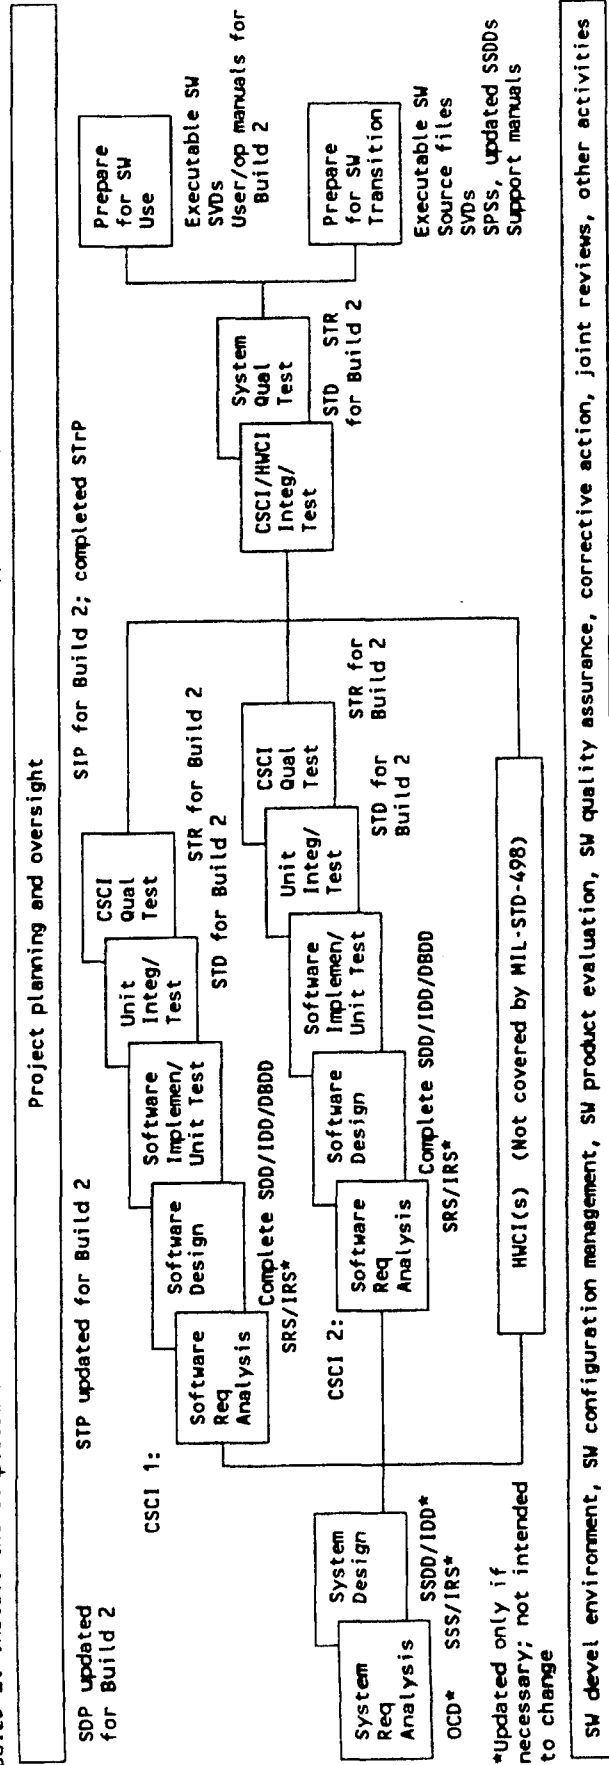 Project planning and oversight
SDP updated
for Build 2
STP updated for Build 2
SIP for Build 2; completed STrP
CSCI 1:
Software
Req
Analysis
Software
Design
Software
Implemen/
Unit Test
Unit
Integ/
Test
CSCI
Qual
Test
Complete SDD/IDD/DBDD
SRS/IRS*
STD for Build 2
STR for Build 2
System
Req
Analysis
System
Design
OCD*
SSS/IRS*
SSDD/IDD*
CSCI 2:
Software
Req
Analysis
Software
Design
Software
Implemen/
Unit Test
Unit
Integ/
Test
CSCI
Qual
Test
Complete SDD/IDD/DBDD
SRS/IRS*
STD for
Build 2
STR for
Build 2
HWCI(s) (Not covered by MIL-STD-498)
CSCI/HWCI
Integ/
Test
System
Qual
Test
STD STR
for Build 2
Prepare
for SW
Use
Executable SW
SVDs
User/op manuals for
Build 2
Prepare
for SW
Transition
Executable SW
Source files
SVDs
SPSs, updated SSDDs
Support manuals
*Updated only if
necessary; not intended
to change
SW devel environment, SW configuration management, SW product evaluation, SW quality assurance, corrective action, joint reviews, other activities